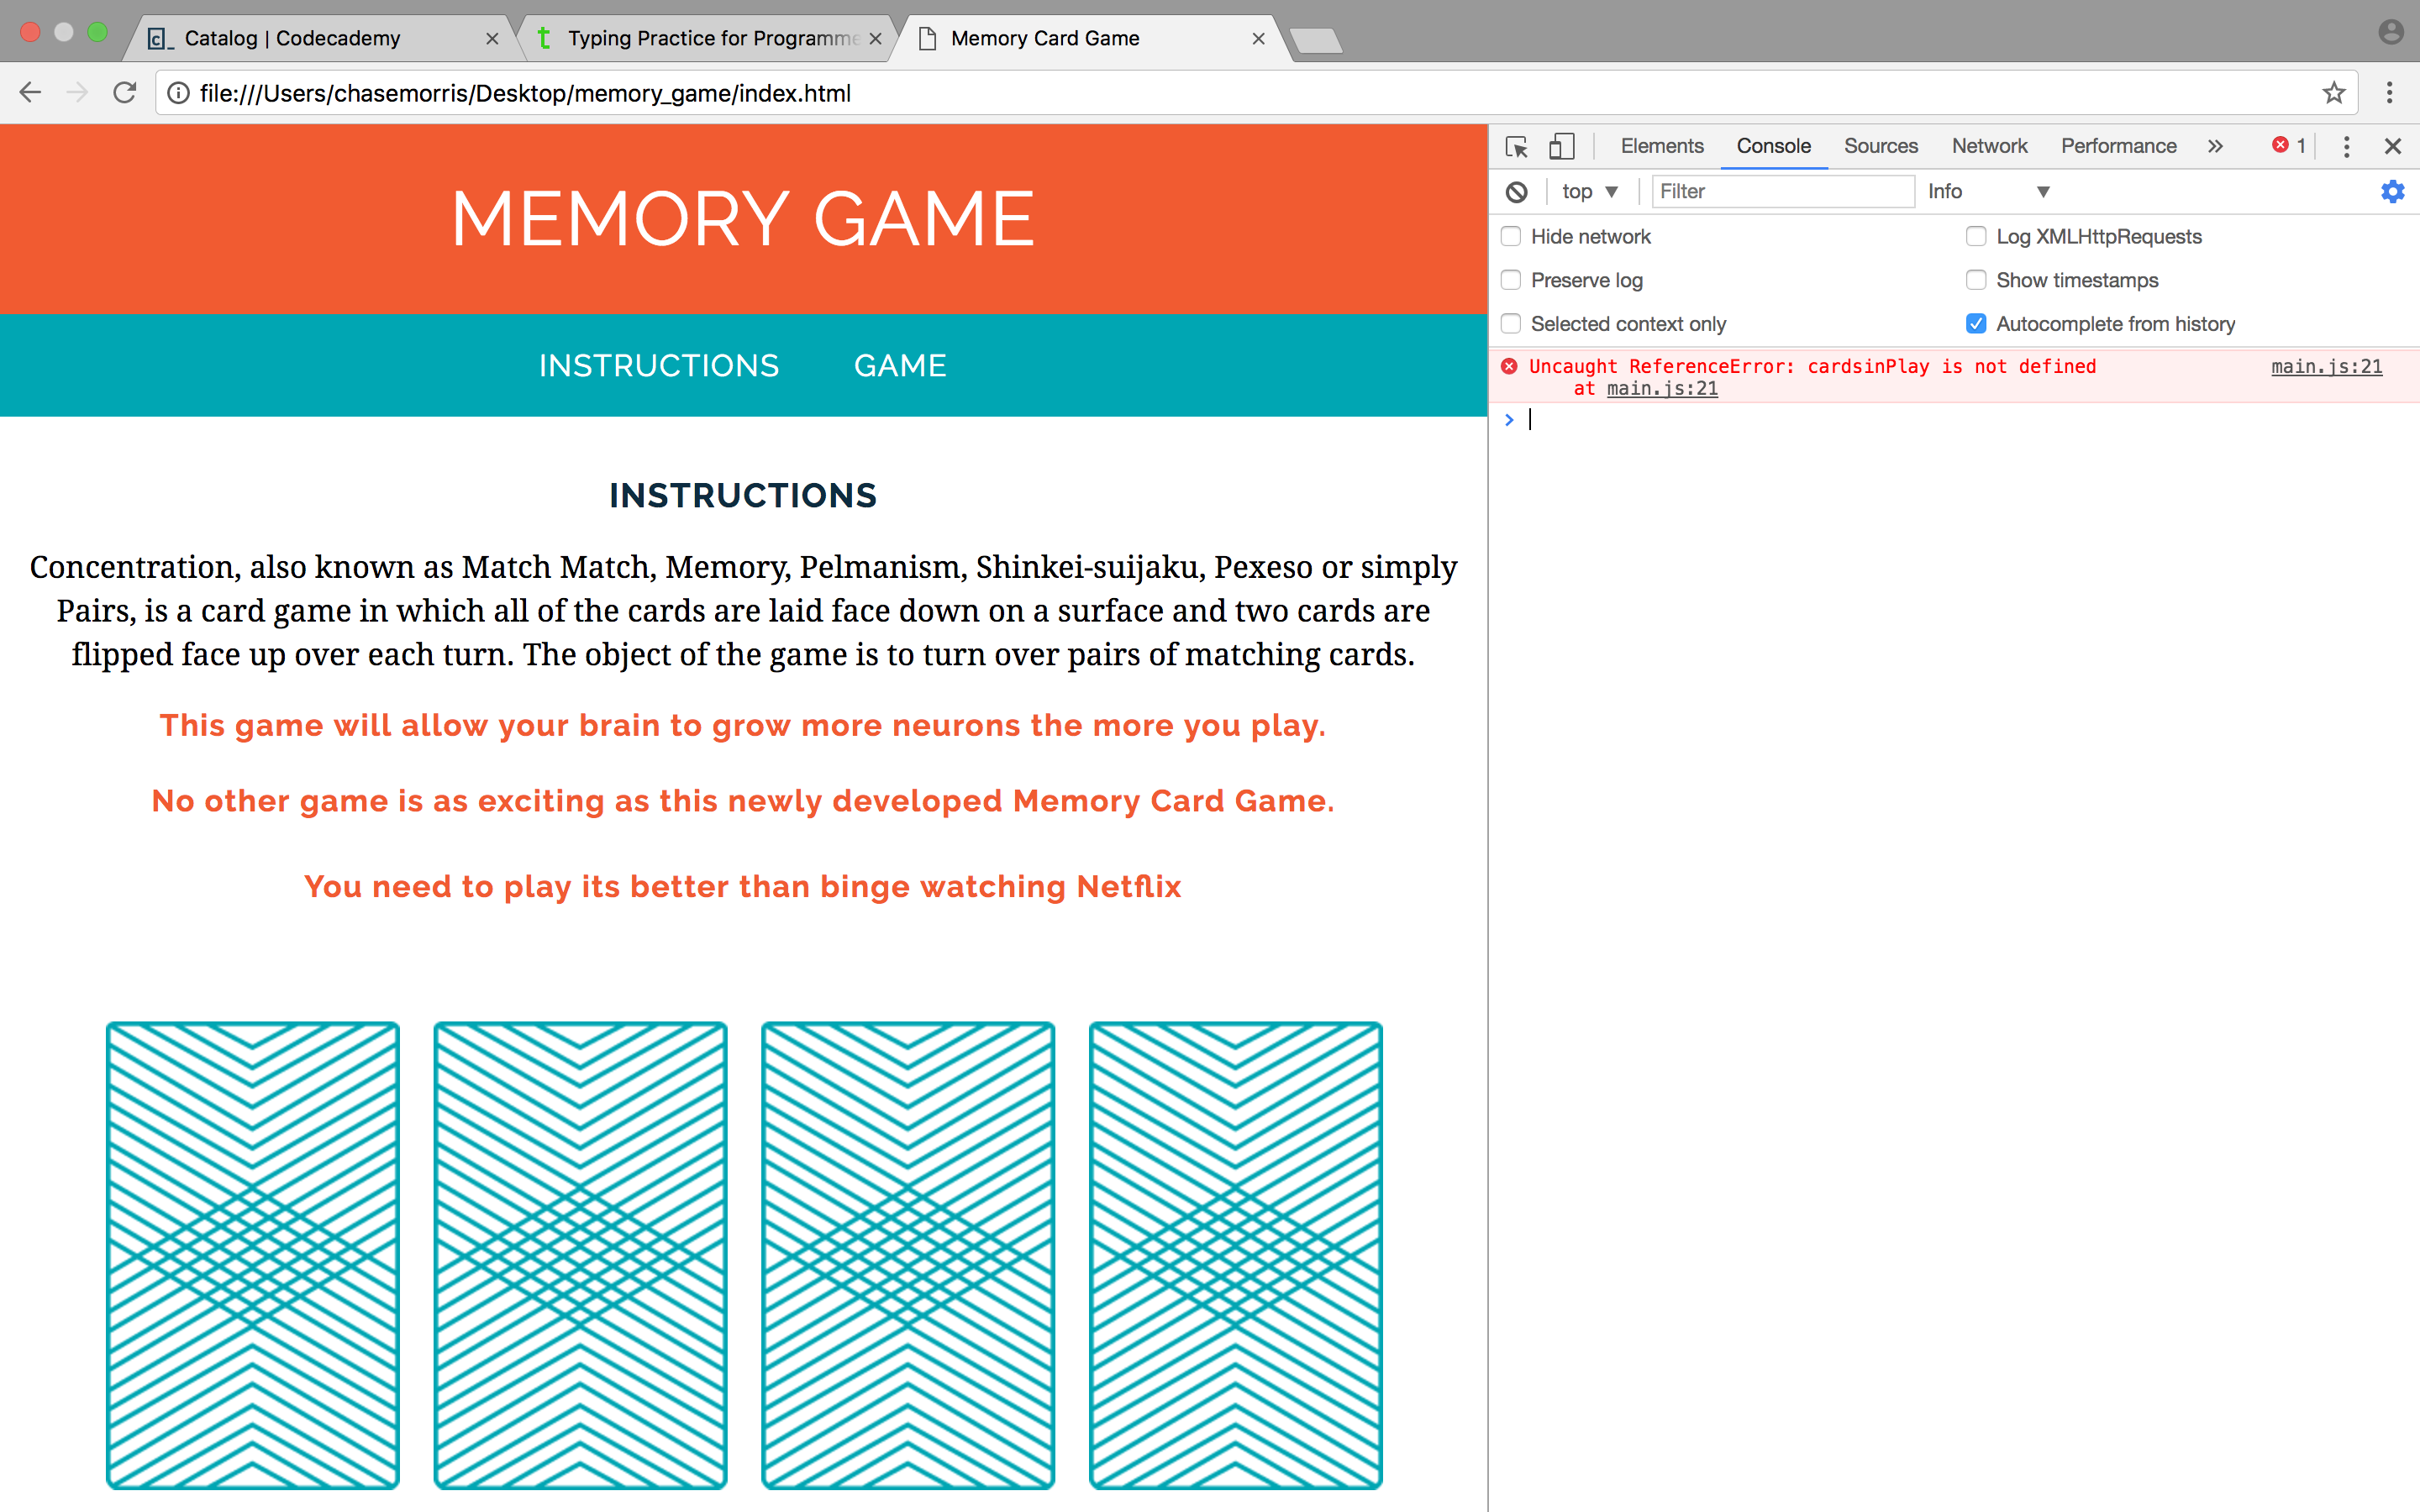 Catalog | Codecademy
Typing Practice for Programme
Memory Card Game
file:///Users/chasemorris/Desktop/memory_game/index.html
MEMORY GAME
INSTRUCTIONS GAME
INSTRUCTIONS
Concentration, also known as Match Match, Memory, Pelmanism, Shinkei-suijaku, Pexeso or simply
Pairs, is a card game in which all of the cards are laid face down on a surface and two cards are
flipped face up over each turn. The object of the game is to turn over pairs of matching cards.
This game will allow your brain to grow more neurons the more you play.
No other game is as exciting as this newly developed Memory Card Game.
You need to play its better than binge watching Netflix
Elements Console Sources Network Performance » 1
top Filter Info
Hide network Log XMLHttpRequests
Preserve log Show timestamps
Selected context only Autocomplete from history
Uncaught ReferenceError: cardsinPlay is not defined main.js:21
at main.js:21